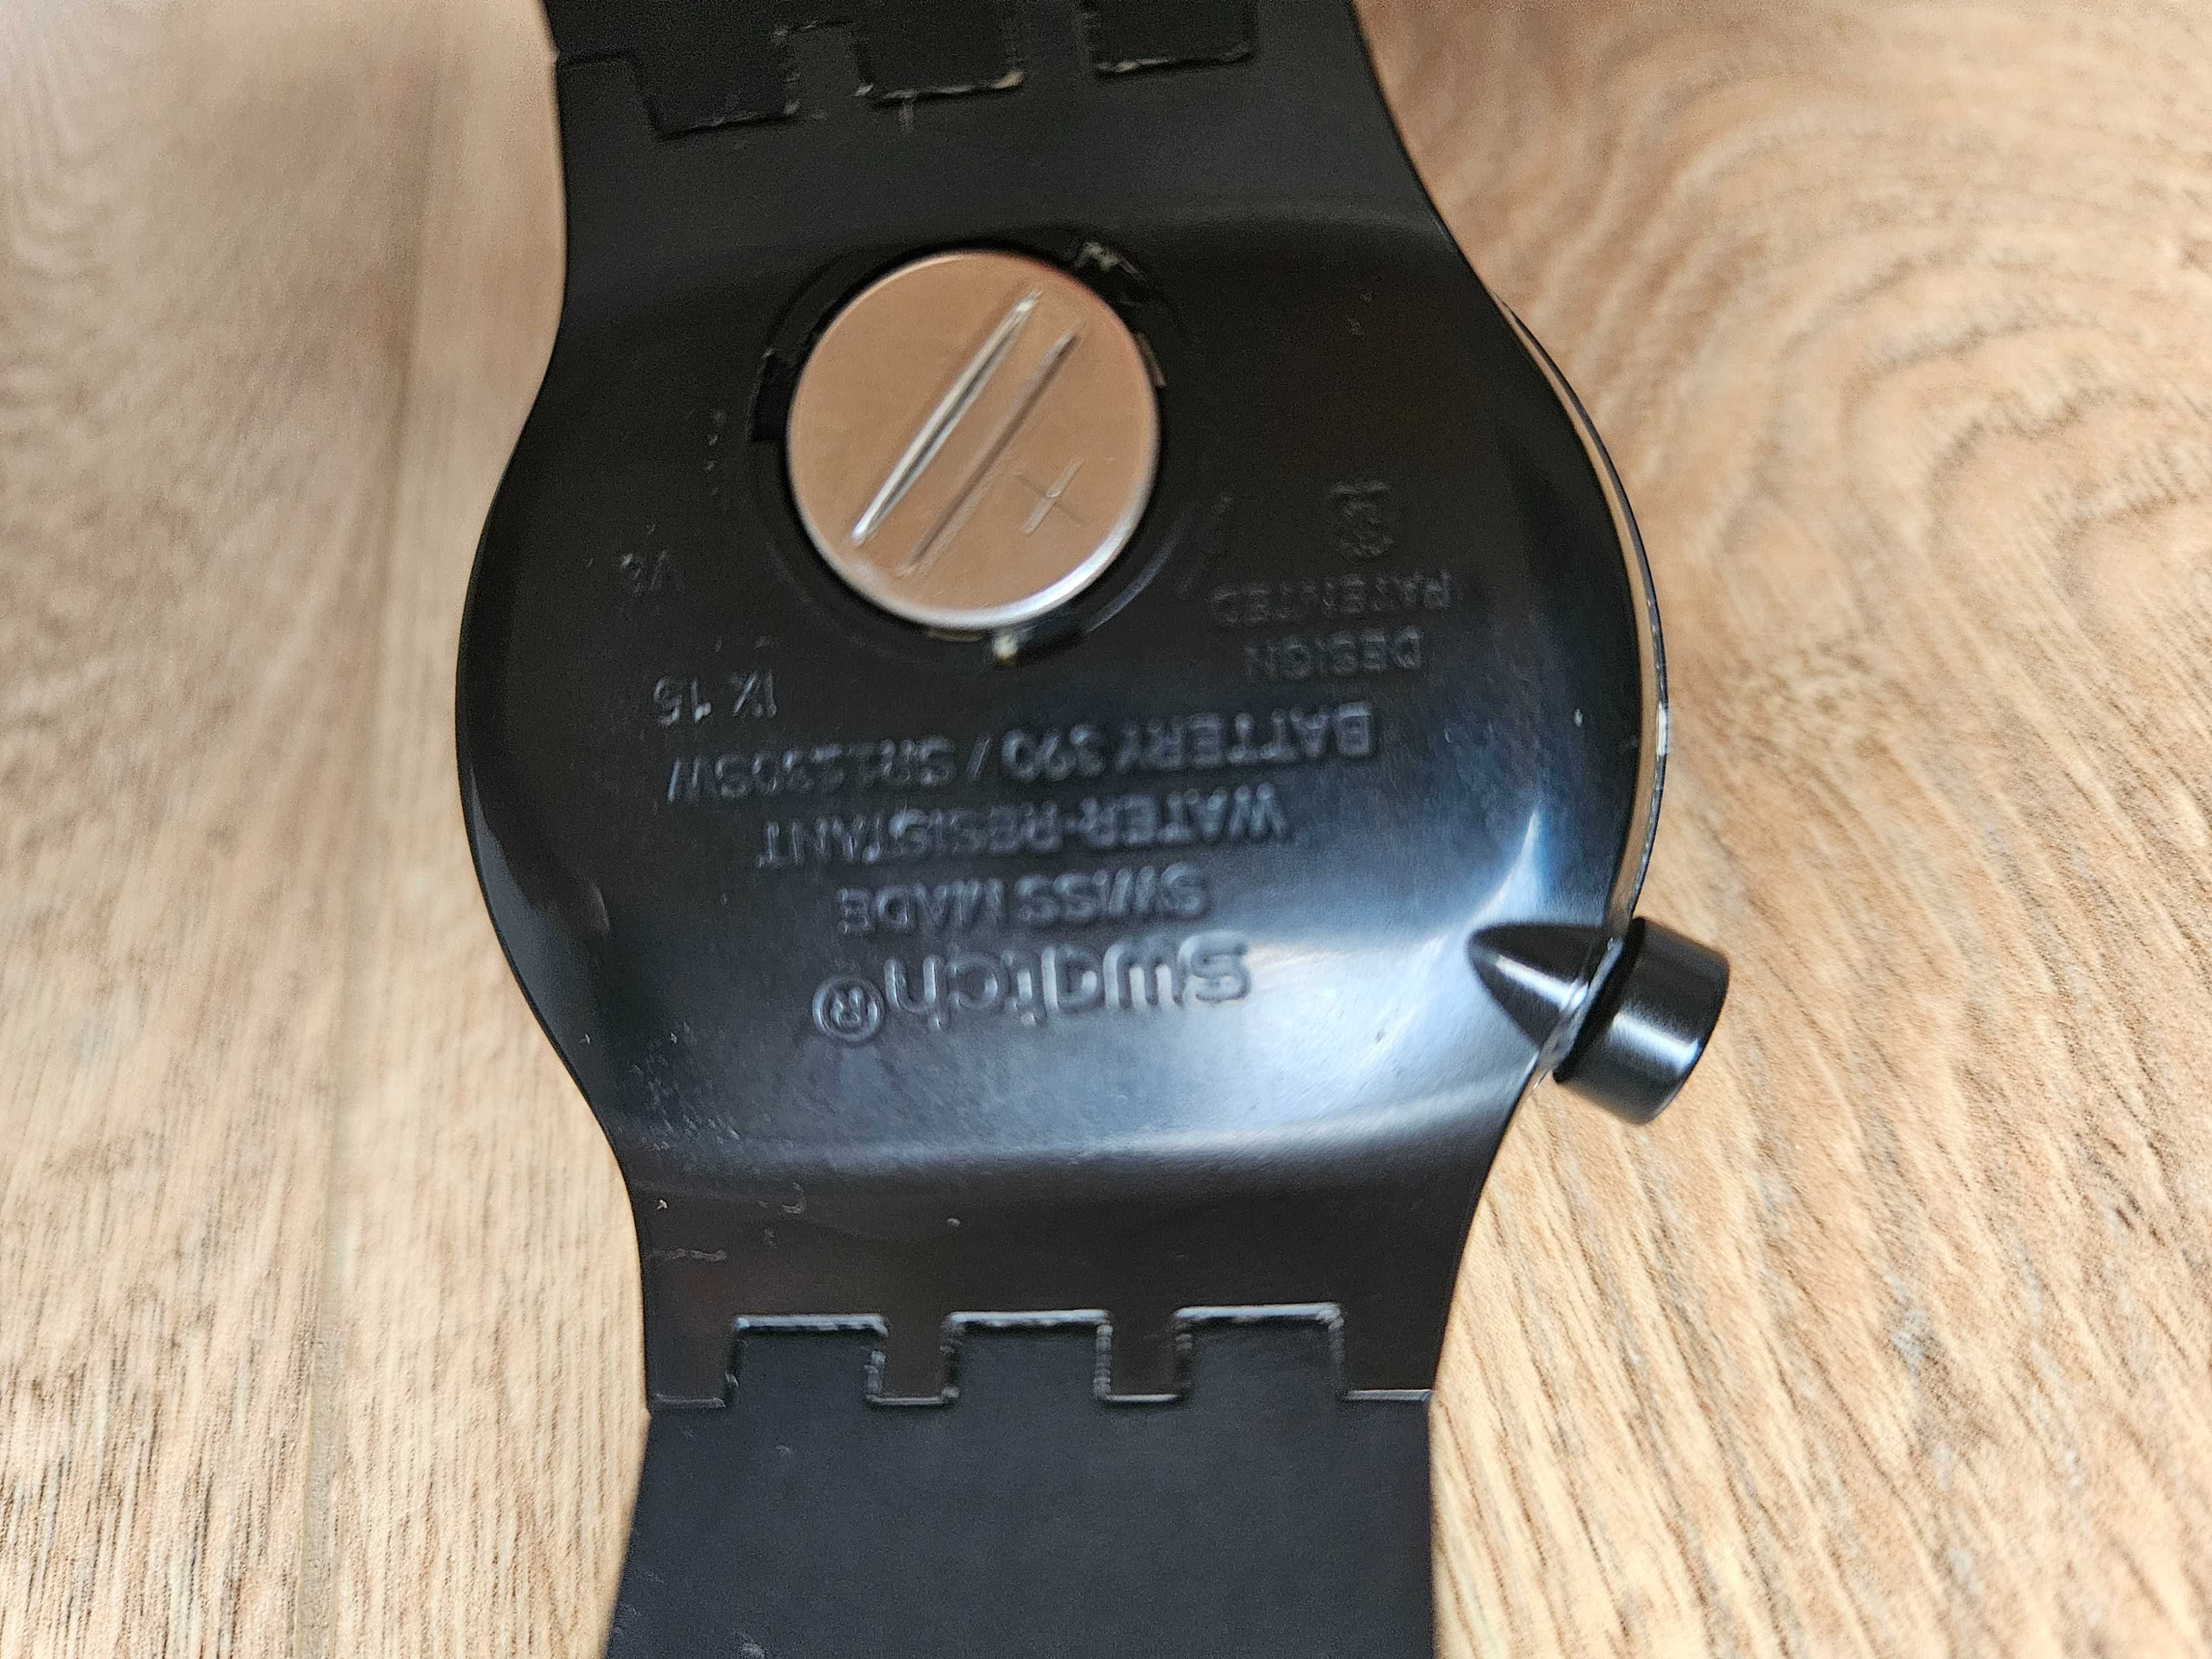 swatch®
SWISS MADE
WATER-RESISTANT
BATTERY 390 / SR1130SW
DESIGN
PATENTED
IX 15
+